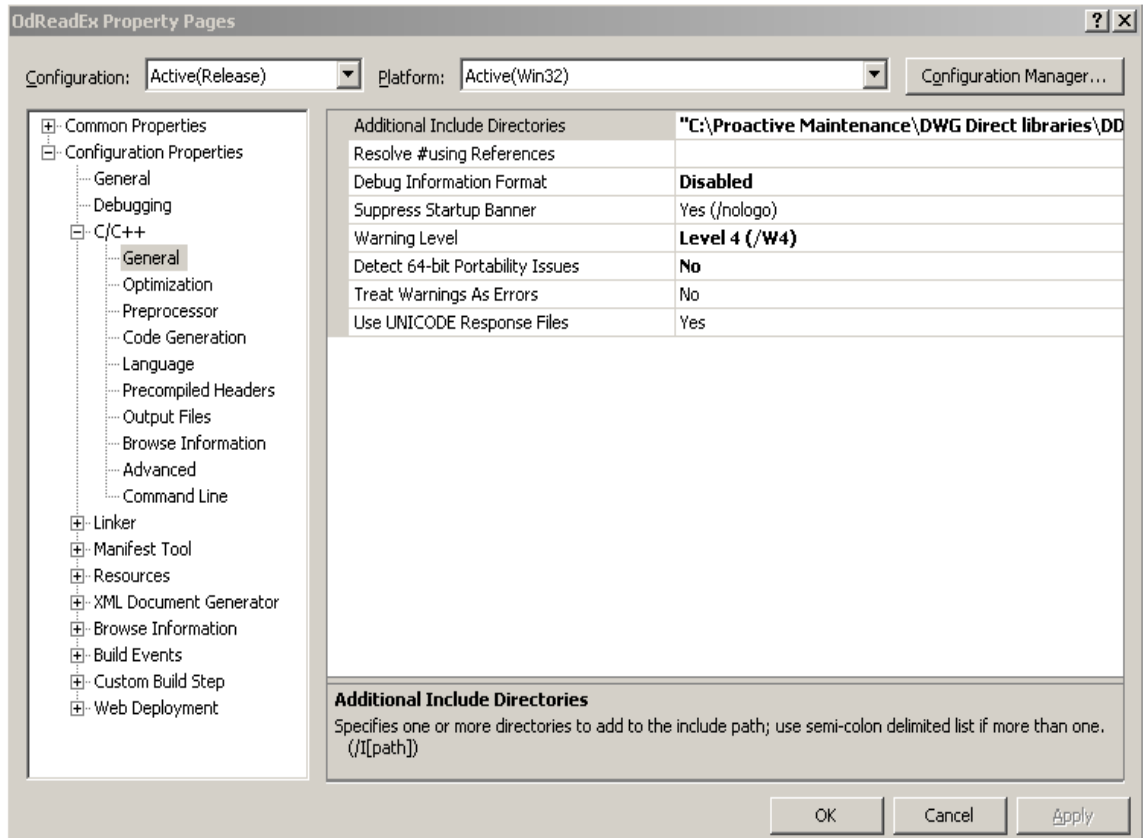 OdReadEx Property Pages
Configuration: Active(Release) Platform: Active(Win32) Configuration Manager...
Common Properties
Configuration Properties
General
Debugging
C/C++
General
Optimization
Preprocessor
Code Generation
Language
Precompiled Headers
Output Files
Browse Information
Advanced
Command Line
Linker
Manifest Tool
Resources
XML Document Generator
Browse Information
Build Events
Custom Build Step
Web Deployment
Additional Include Directories "C:\Proactive Maintenance\DWG Direct libraries\DD
Resolve #using References
Debug Information Format Disabled
Suppress Startup Banner Yes (/nologo)
Warning Level Level 4 (/W4)
Detect 64-bit Portability Issues No
Treat Warnings As Errors No
Use UNICODE Response Files Yes
Additional Include Directories
Specifies one or more directories to add to the include path; use semi-colon delimited list if more than one.
(/I[path])
OK Cancel Apply